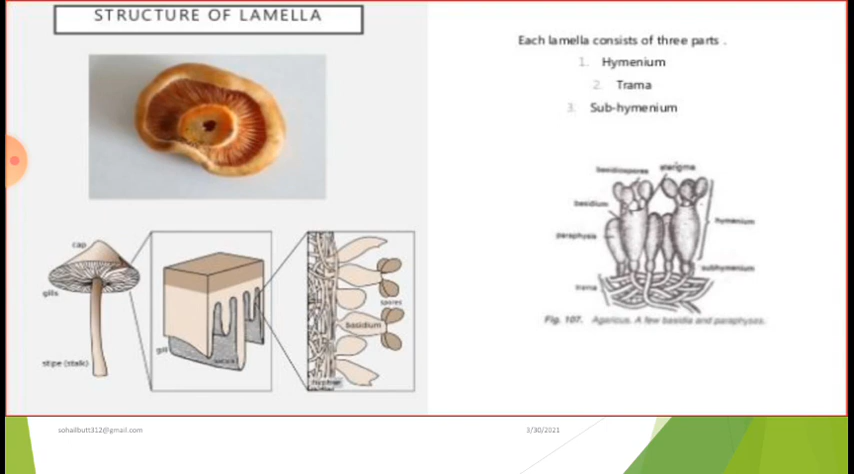 STRUCTURE OF LAMELLA
cap
gills
stipe (stalk)
gill
spores
basidium
hyphae
Each lamella consists of three parts .
1. Hymenium
2. Trama
3. Sub-hymenium
basidiospores sterigma
basidium
hymenium
paraphysis
subhymenium
trama
Fig. 107. Agaricus. A few basidia and paraphyses.
sohailbutt312@gmail.com
3/30/2021